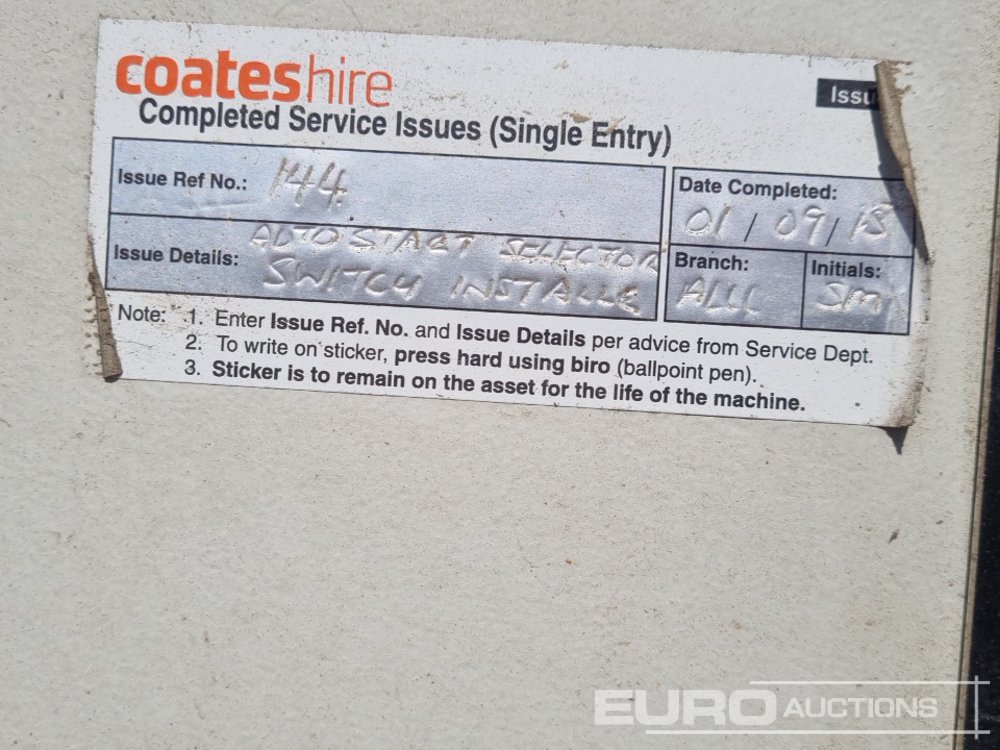 coateshire
Issu
Completed Service Issues (Single Entry)
Issue Ref No.: 144
Date Completed:
01/09/15
Issue Details: AUTO START SELECTOR
SWITCH INSTALLE
Branch:
Initials:
SM
Note: 1. Enter Issue Ref. No. and Issue Details per advice from Service Dept.
2. To write on sticker, press hard using biro (ballpoint pen).
3. Sticker is to remain on the asset for the life of the machine.
EURO AUCTIONS